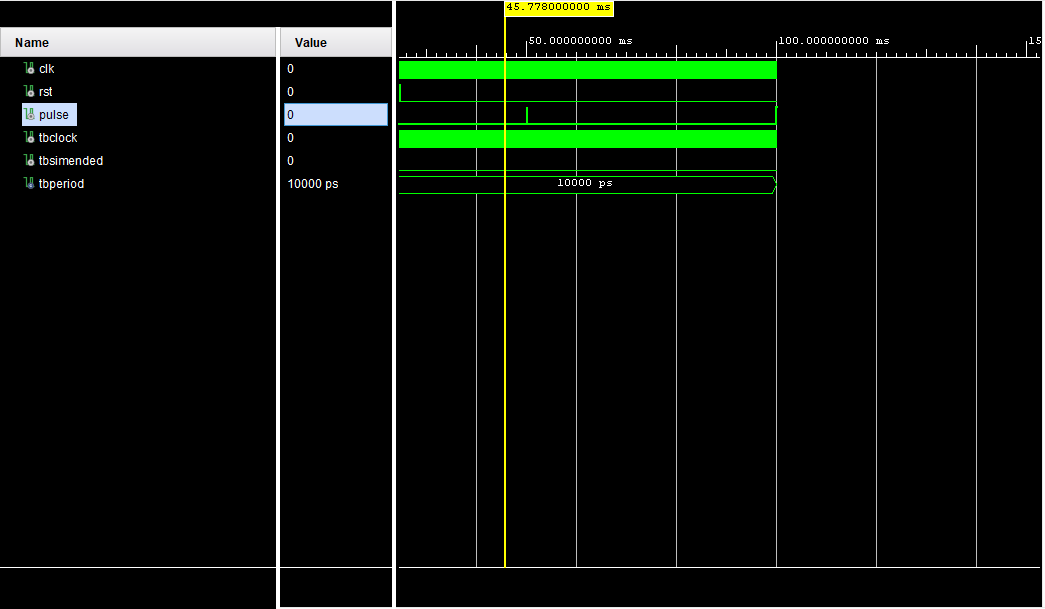 45.778000000 ms
Name Value
50.000000000 ms 100.000000000 ms 15
clk 0
rst 0
pulse 0
tbclock 0
tbsimended 0
tbperiod 10000 ps 10000 ps